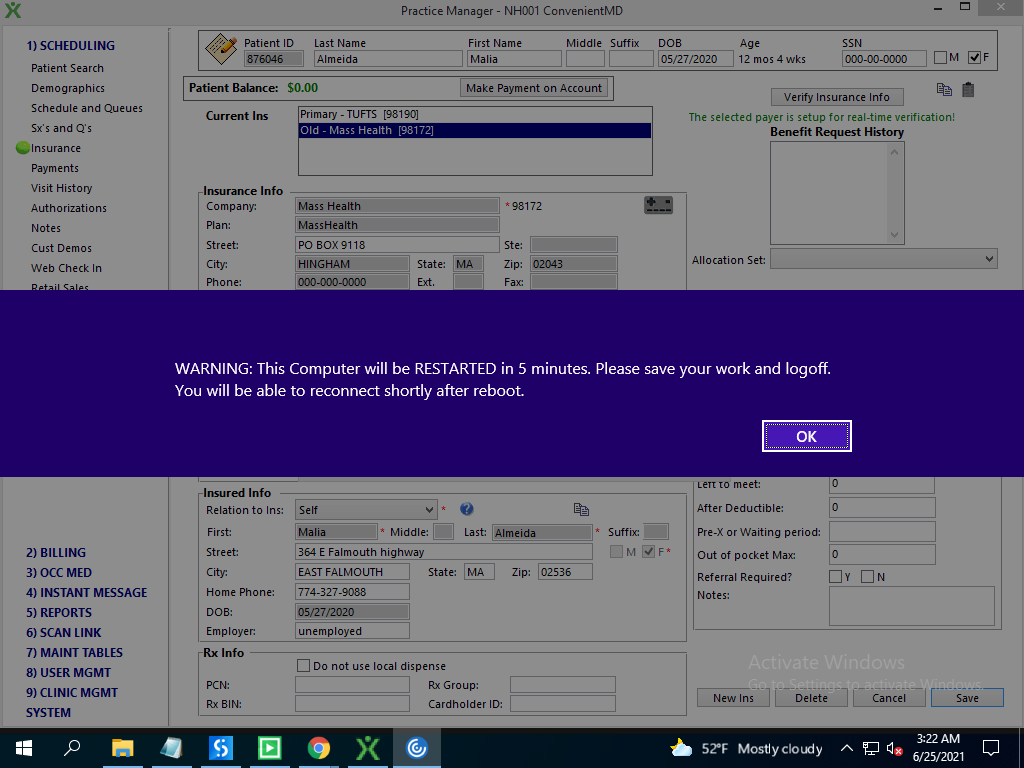 Practice Manager - NH001 ConvenientMD
1) SCHEDULING
Patient Search
Demographics
Schedule and Queues
Sx's and Q's
Insurance
Payments
Visit History
Authorizations
Notes
Cust Demos
Web Check In
Retail Sales
2) BILLING
3) OCC MED
4) INSTANT MESSAGE
5) REPORTS
6) SCAN LINK
7) MAINT TABLES
8) USER MGMT
9) CLINIC MGMT
SYSTEM
Patient ID Last Name First Name Middle Suffix DOB Age SSN
876046 Almeida Malia 05/27/2020 12 mos 4 wks 000-00-0000 M F
Patient Balance: $0.00 Make Payment on Account
Current Ins
Primary - TUFTS [98190]
Old - Mass Health [98172]
Verify Insurance Info
The selected payer is setup for real-time verification!
Benefit Request History
Allocation Set:
Insurance Info
Company: Mass Health * 98172
Plan: MassHealth
Street: PO BOX 9118 Ste:
City: HINGHAM State: MA Zip: 02043
Phone: 000-000-0000 Ext. Fax:
WARNING: This Computer will be RESTARTED in 5 minutes. Please save your work and logoff.
You will be able to reconnect shortly after reboot.
OK
Insured Info
Relation to Ins: Self *
First: Malia * Middle: Last: Almeida * Suffix:
Street: 364 E Falmouth highway M F *
City: EAST FALMOUTH State: MA Zip: 02536
Home Phone: 774-327-9088
DOB: 05/27/2020
Employer: unemployed
Rx Info
Do not use local dispense
PCN: Rx Group:
Rx BIN: Cardholder ID:
Left to meet: 0
After Deductible: 0
Pre-X or Waiting period:
Out of pocket Max: 0
Referral Required? Y N
Notes:
Activate Windows
Go to Settings to activate Windows.
New Ins Delete Cancel Save
52°F Mostly cloudy
3:22 AM
6/25/2021